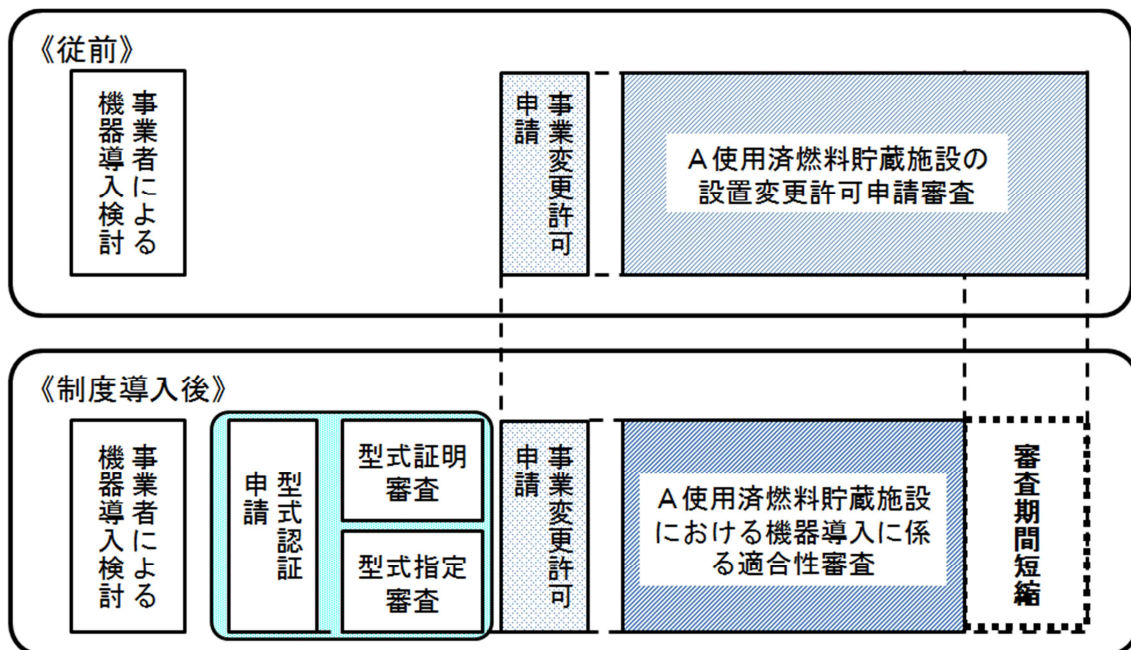 《従前》
事業者による
機器導入検討
事業変更許可
申請
A使用済燃料貯蔵施設の
設置変更許可申請審査
《制度導入後》
事業者による
機器導入検討
型式認証
申請
型式証明
審査
型式指定
審査
事業変更許可
申請
A使用済燃料貯蔵施設
における機器導入に係
る適合性審査
審査期間短縮